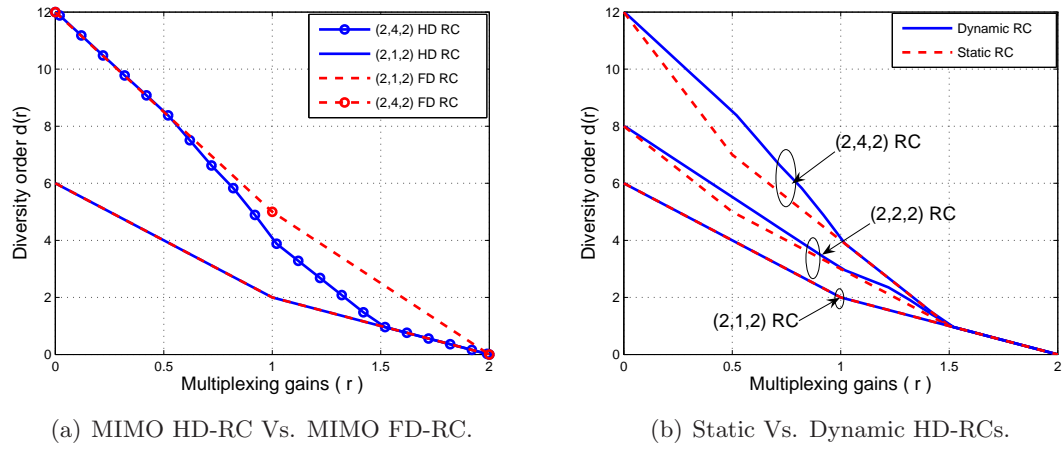 12
10
8
6
4
2
0
0
0.5
1
1.5
2
Diversity order d(r)
Multiplexing gains ( r )
(2,4,2) HD RC
(2,1,2) HD RC
(2,1,2) FD RC
(2,4,2) FD RC
(a) MIMO HD-RC Vs. MIMO FD-RC.
12
10
8
6
4
2
0
0
0.5
1
1.5
2
Diversity order d(r)
Multiplexing gains ( r )
Dynamic RC
Static RC
(2,4,2) RC
(2,2,2) RC
(2,1,2) RC
(b) Static Vs. Dynamic HD-RCs.